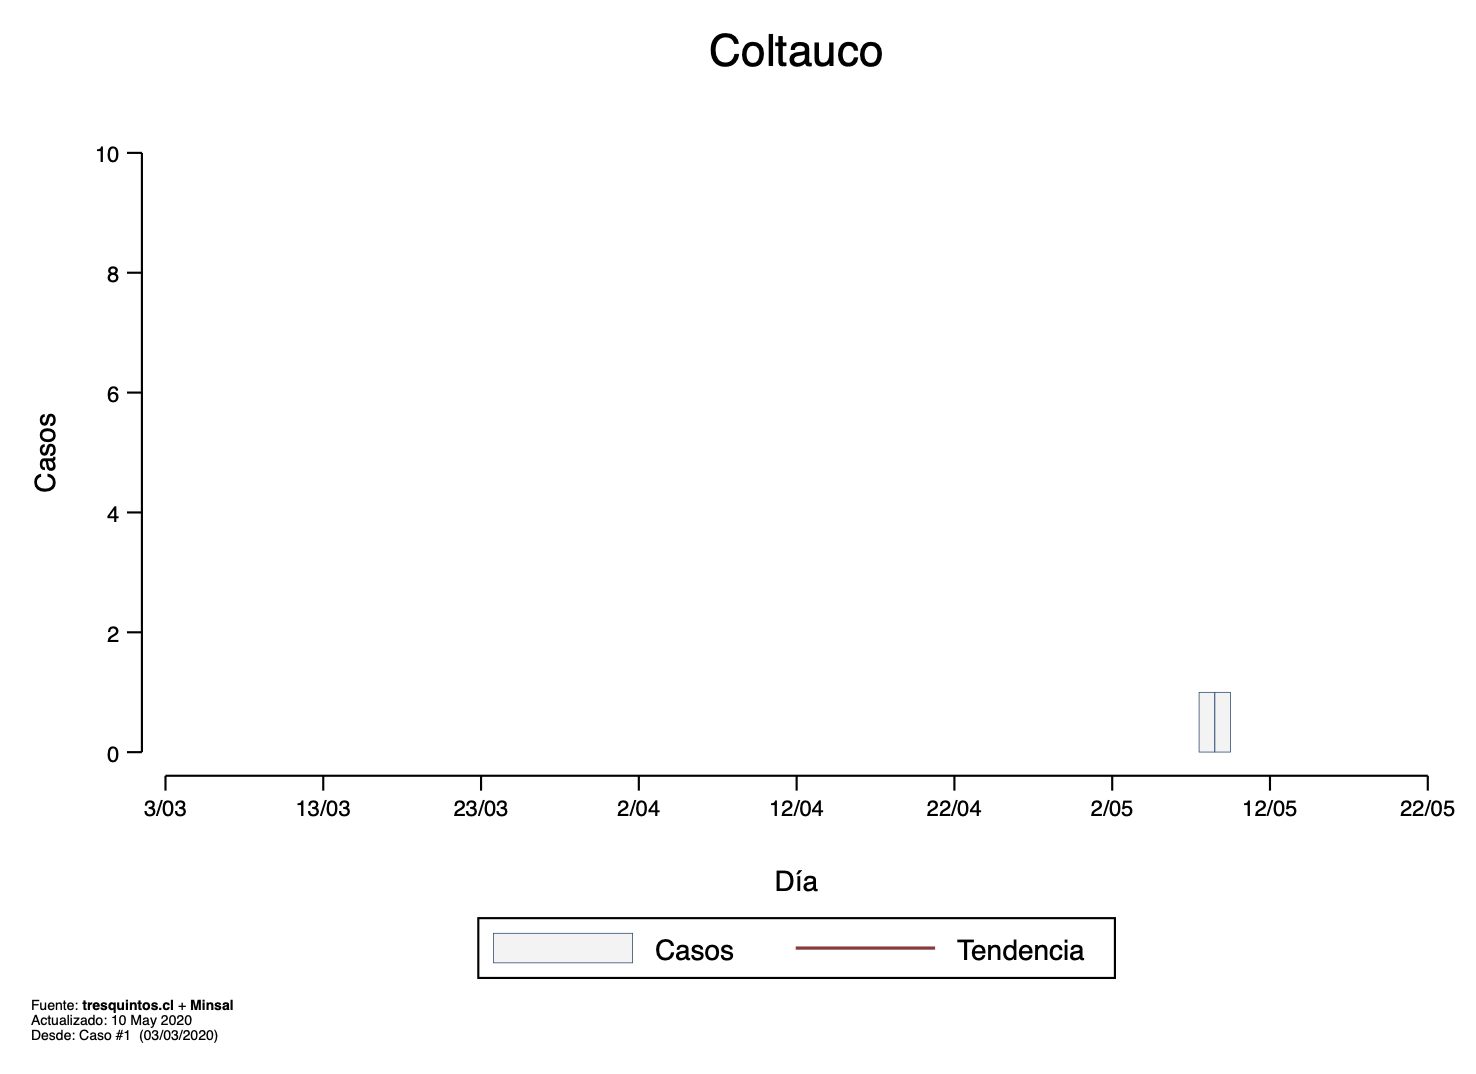 Coltauco
10
8
6
4
2
0
Casos
3/03 13/03 23/03 2/04 12/04 22/04 2/05 12/05 22/05
Día
Casos Tendencia
Fuente: tresquintos.cl + Minsal
Actualizado: 10 May 2020
Desde: Caso #1 (03/03/2020)